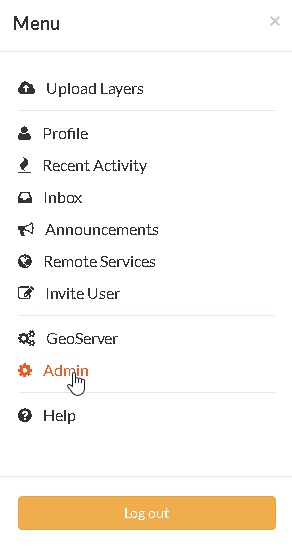 Menu ×
Upload Layers
Profile
Recent Activity
Inbox
Announcements
Remote Services
Invite User
GeoServer
Admin
Help
Log out